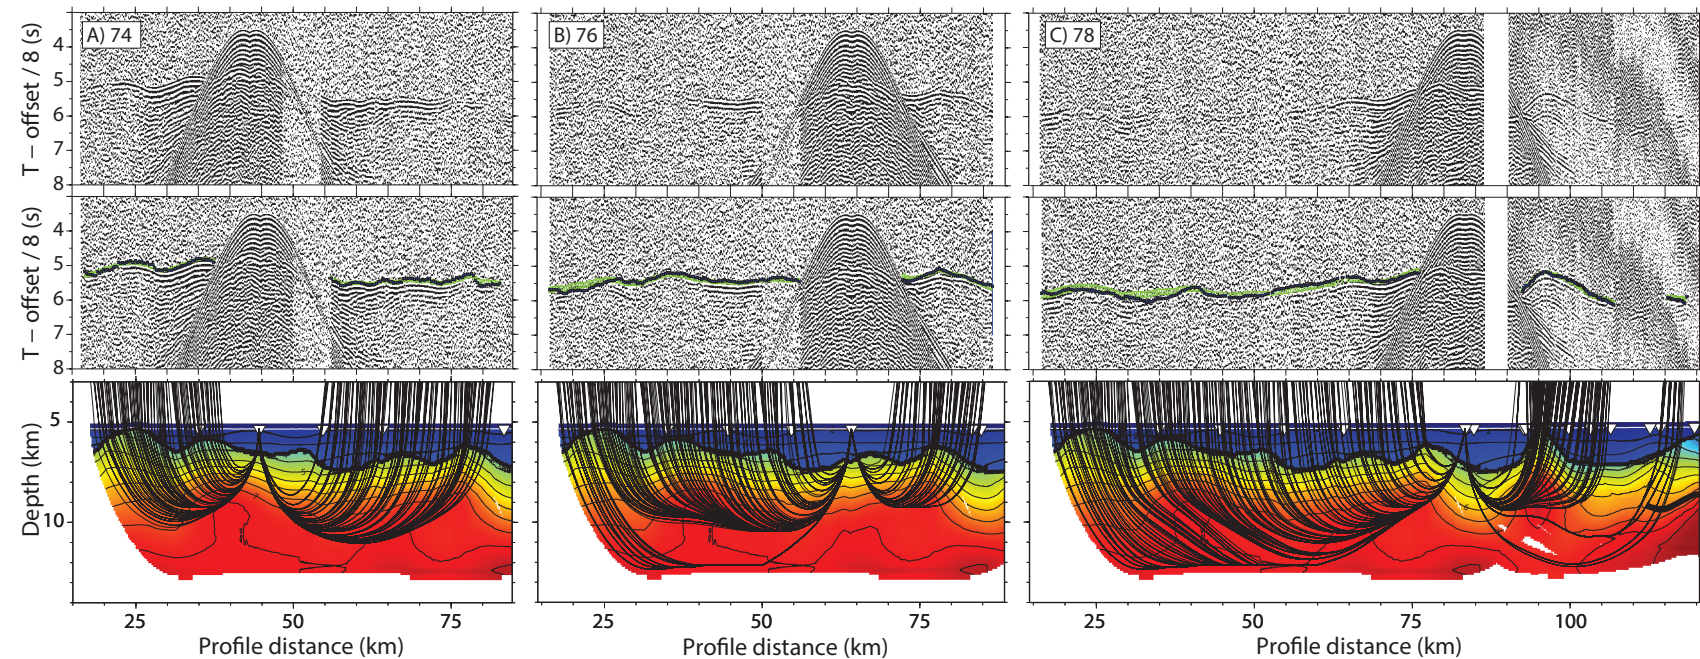 A) 74
B) 76
C) 78
T – offset / 8 (s)
4
5
6
7
8
T – offset / 8 (s)
4
5
6
7
8
Depth (km)
5
10
25
50
75
25
50
75
25
50
75
100
Profile distance (km)
Profile distance (km)
Profile distance (km)